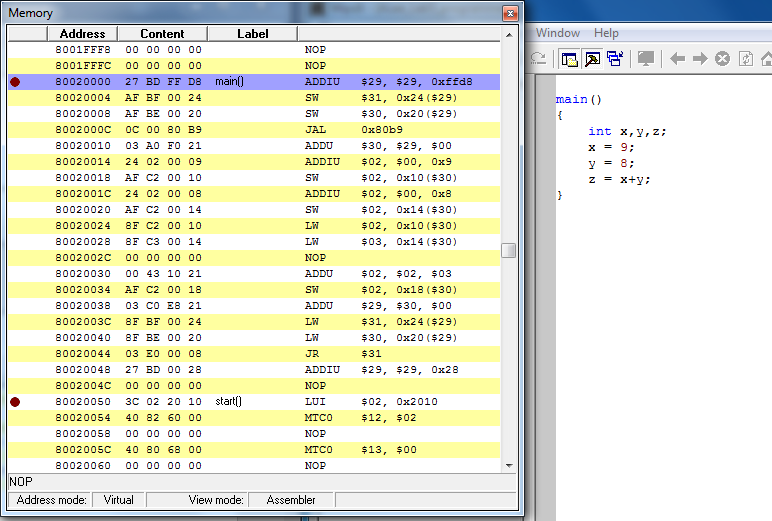 Memory
Address Content Label
8001FFF8 00 00 00 00 NOP
8001FFFC 00 00 00 00 NOP
80020000 27 BD FF D8 main() ADDIU $29, $29, 0xffd8
80020004 AF BF 00 24 SW $31, 0x24($29)
80020008 AF BE 00 20 SW $30, 0x20($29)
8002000C 0C 00 80 B9 JAL 0x80b9
80020010 03 A0 F0 21 ADDU $30, $29, $00
80020014 24 02 00 09 ADDIU $02, $00, 0x9
80020018 AF C2 00 10 SW $02, 0x10($30)
8002001C 24 02 00 08 ADDIU $02, $00, 0x8
80020020 AF C2 00 14 SW $02, 0x14($30)
80020024 8F C2 00 10 LW $02, 0x10($30)
80020028 8F C3 00 14 LW $03, 0x14($30)
8002002C 00 00 00 00 NOP
80020030 00 43 10 21 ADDU $02, $02, $03
80020034 AF C2 00 18 SW $02, 0x18($30)
80020038 03 C0 E8 21 ADDU $29, $30, $00
8002003C 8F BF 00 24 LW $31, 0x24($29)
80020040 8F BE 00 20 LW $30, 0x20($29)
80020044 03 E0 00 08 JR $31
80020048 27 BD 00 28 ADDIU $29, $29, 0x28
8002004C 00 00 00 00 NOP
80020050 3C 02 20 10 start() LUI $02, 0x2010
80020054 40 82 60 00 MTC0 $12, $02
80020058 00 00 00 00 NOP
8002005C 40 80 68 00 MTC0 $13, $00
80020060 00 00 00 00 NOP
NOP
Address mode: Virtual View mode: Assembler
Window Help
main()
{
int x,y,z;
x = 9;
y = 8;
z = x+y;
}